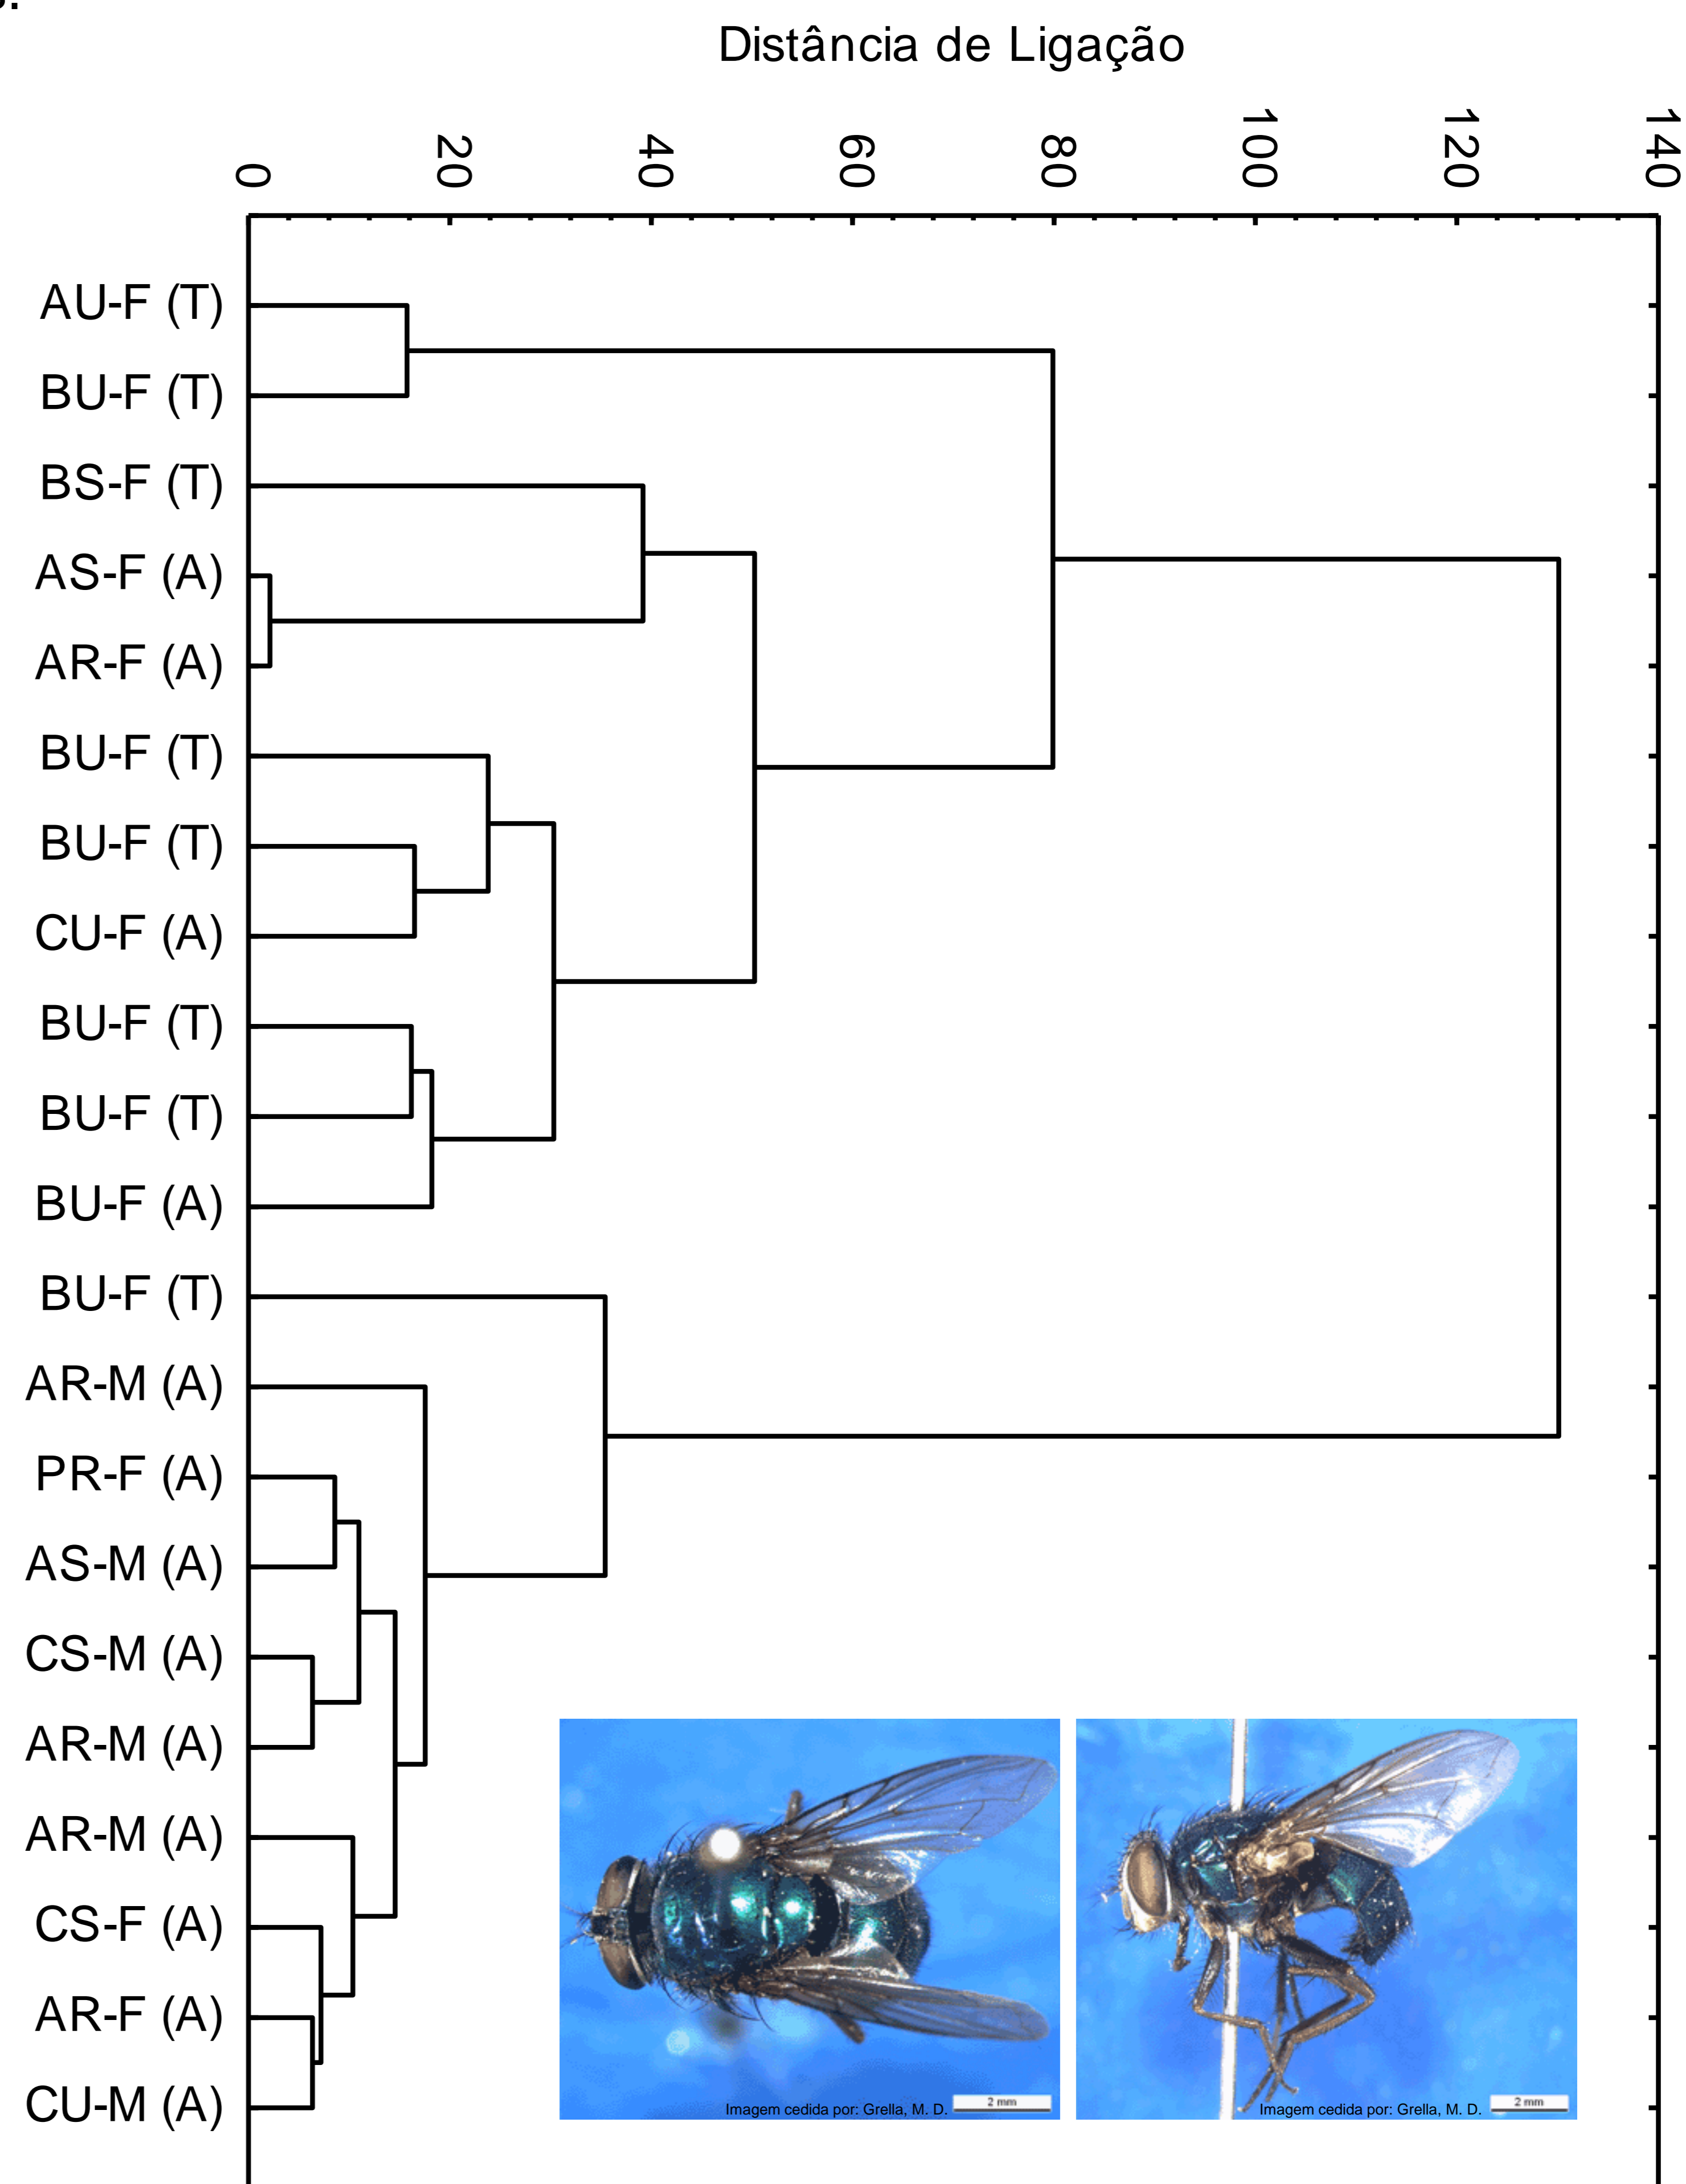 Distância de Ligação
0 20 40 60 80 100 120 140
AU-F (T)
BU-F (T)
BS-F (T)
AS-F (A)
AR-F (A)
BU-F (T)
BU-F (T)
CU-F (A)
BU-F (T)
BU-F (T)
BU-F (A)
BU-F (T)
AR-M (A)
PR-F (A)
AS-M (A)
CS-M (A)
AR-M (A)
AR-M (A)
CS-F (A)
AR-F (A)
CU-M (A)
Imagem cedida por: Grella, M. D. 2 mm
Imagem cedida por: Grella, M. D. 2 mm